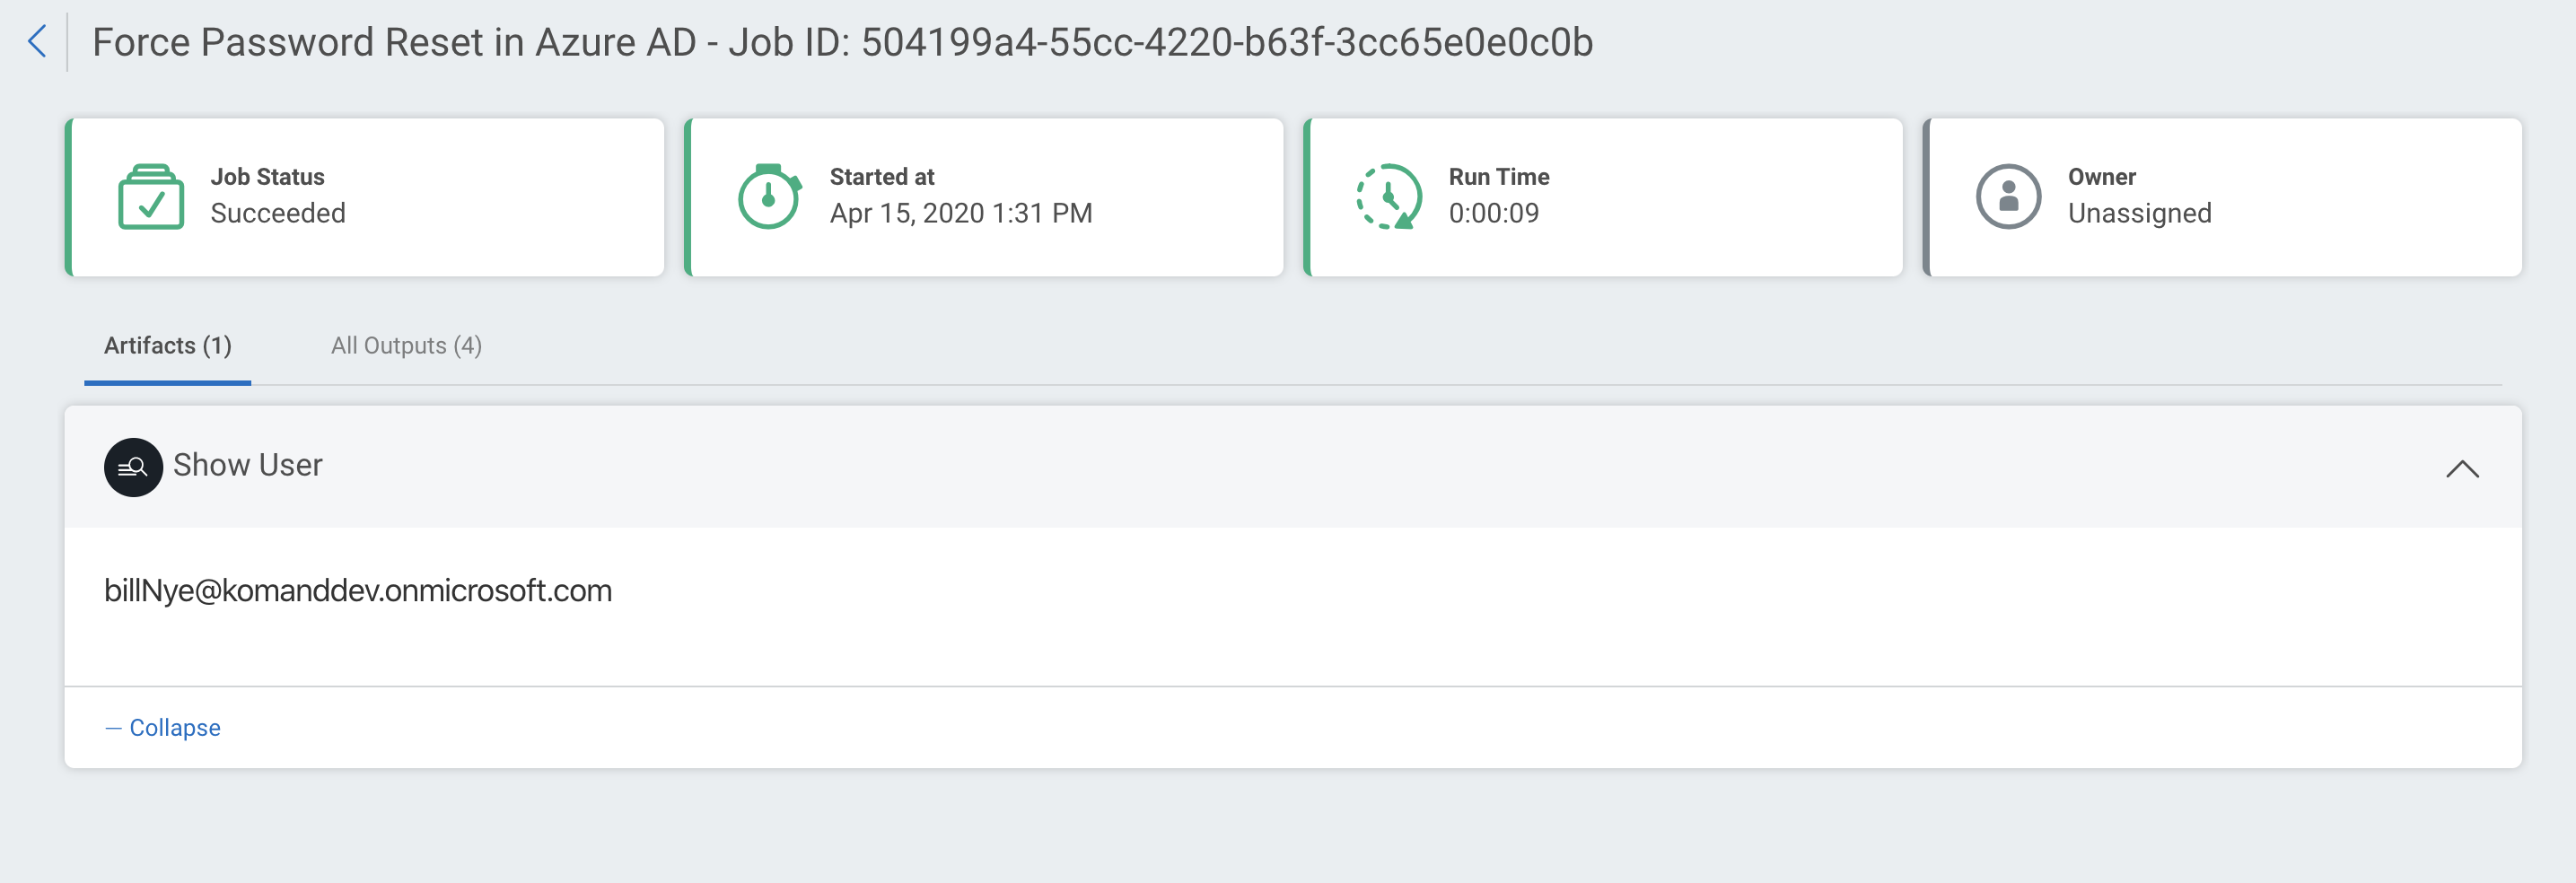 Force Password Reset in Azure AD - Job ID: 504199a4-55cc-4220-b63f-3cc65e0e0c0b
Job Status
Succeeded
Started at
Apr 15, 2020 1:31 PM
Run Time
0:00:09
Owner
Unassigned
Artifacts (1)
All Outputs (4)
Show User
billNye@komanddev.onmicrosoft.com
— Collapse